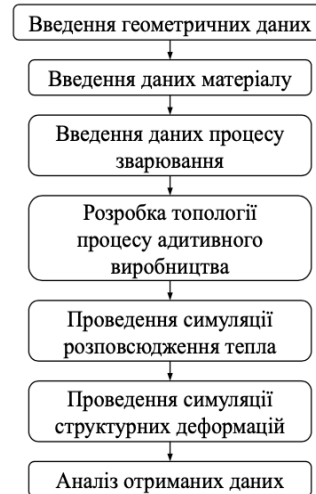 Введення геометричних даних
Введення даних матеріалу
Введення даних процесу
зварювання
Розробка топології
процесу адитивного
виробництва
Проведення симуляції
розповсюдження тепла
Проведення симуляції
структурних деформацій
Аналіз отриманих даних